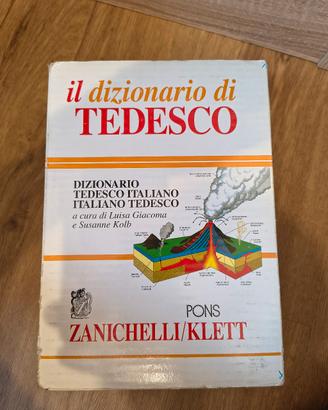 il dizionario di
TEDESCO
DIZIONARIO
TEDESCO ITALIANO
ITALIANO TEDESCO
a cura di Luisa Giacoma
e Susanne Kolb
PONS
ZANICHELLI/KLETT